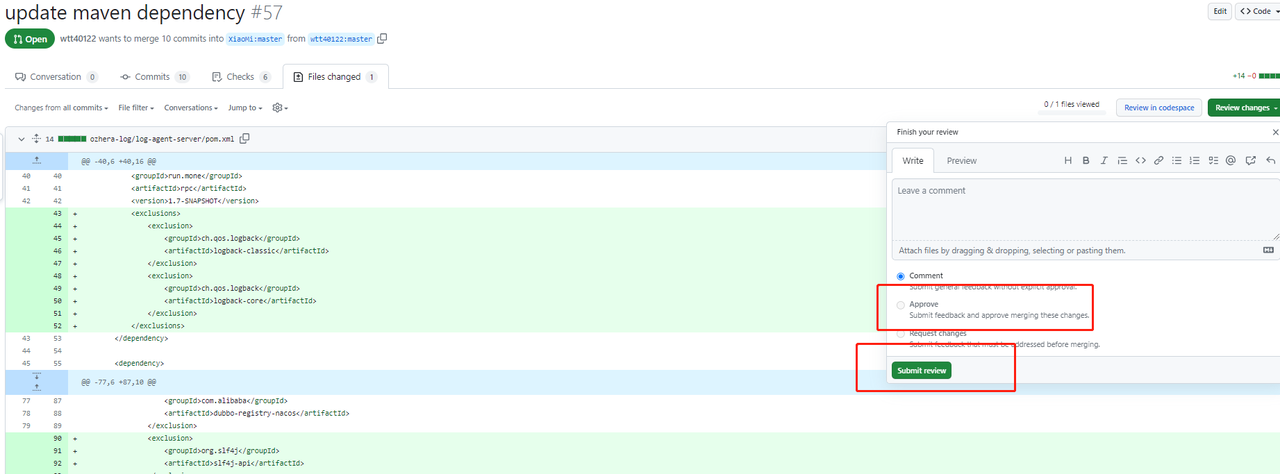 update maven dependency #57
Edit
<> Code
Open
wtt40122 wants to merge 10 commits into XiaoMi:master from wtt40122:master
Conversation 0
Commits 10
Checks 6
Files changed 1
+14 −0
Changes from all commits
File filter
Conversations
Jump to
0 / 1 files viewed
Review in codespace
Review changes
14 ozhera-log/log-agent-server/pom.xml
@@ -40,6 +40,16 @@
40 40 <groupId>run.mone</groupId>
41 41 <artifactId>rpc</artifactId>
42 42 <version>1.7-SNAPSHOT</version>
43 + <exclusions>
44 + <exclusion>
45 + <groupId>ch.qos.logback</groupId>
46 + <artifactId>logback-classic</artifactId>
47 + </exclusion>
48 + <exclusion>
49 + <groupId>ch.qos.logback</groupId>
50 + <artifactId>logback-core</artifactId>
51 + </exclusion>
52 + </exclusions>
43 53 </dependency>
44 54
45 55 <dependency>
@@ -77,6 +87,10 @@
77 87 <groupId>com.alibaba</groupId>
78 88 <artifactId>dubbo-registry-nacos</artifactId>
79 89 </exclusion>
90 + <exclusion>
91 + <groupId>org.slf4j</groupId>
92 + <artifactId>slf4j-api</artifactId>
Finish your review
Write
Preview
Leave a comment
Attach files by dragging & dropping, selecting or pasting them.
Comment
Submit general feedback without explicit approval.
Approve
Submit feedback and approve merging these changes.
Request changes
Submit feedback that must be addressed before merging.
Submit review